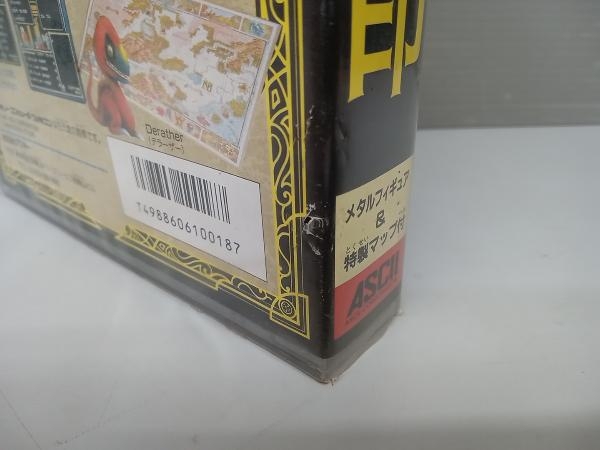 Derather
(デラーザー)
T4988606100187
印
メタルフィギュア
&
とくせい
特製マップ付
ASCII